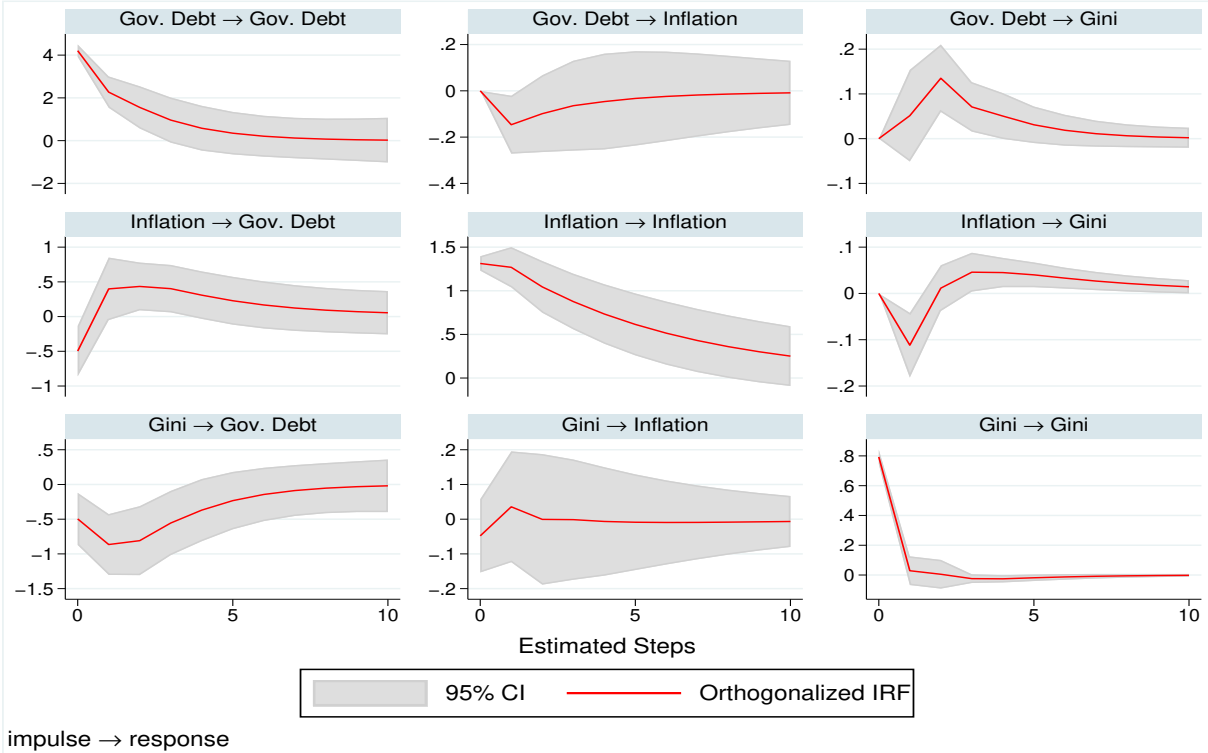 Gov. Debt → Gov. Debt
Gov. Debt → Inflation
Gov. Debt → Gini
4
2
0
−2
.2
0
−.2
−.4
.2
.1
0
−.1
Inflation → Gov. Debt
Inflation → Inflation
Inflation → Gini
1
.5
0
−.5
−1
1.5
1
.5
0
.1
0
−.1
−.2
Gini → Gov. Debt
Gini → Inflation
Gini → Gini
.5
0
−.5
−1
−1.5
.2
.1
0
−.1
−.2
.8
.6
.4
.2
0
0 5 10
0 5 10
0 5 10
Estimated Steps
95% CI
Orthogonalized IRF
impulse → response